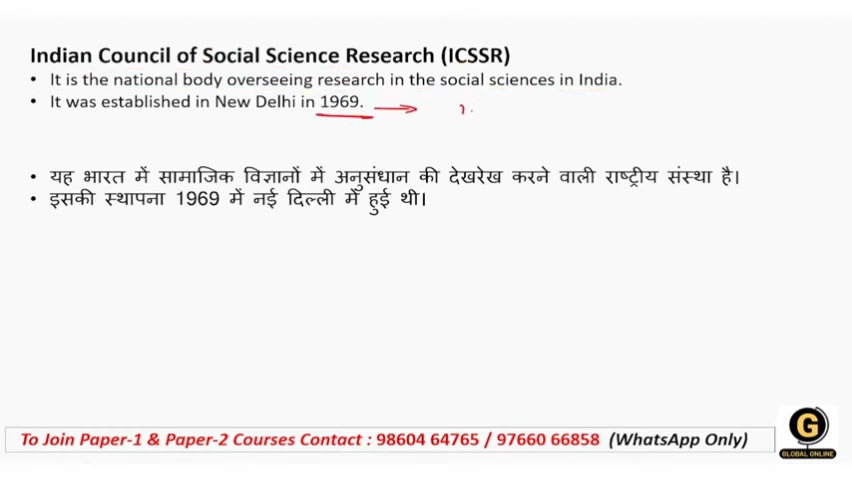 Indian Council of Social Science Research (ICSSR)
• It is the national body overseeing research in the social sciences in India.
• It was established in New Delhi in 1969.
• यह भारत में सामाजिक विज्ञानों में अनुसंधान की देखरेख करने वाली राष्ट्रीय संस्था है।
• इसकी स्थापना 1969 में नई दिल्ली में हुई थी।
To Join Paper-1 & Paper-2 Courses Contact : 98604 64765 / 97660 66858 (WhatsApp Only)
G
GLOBAL ONLINE